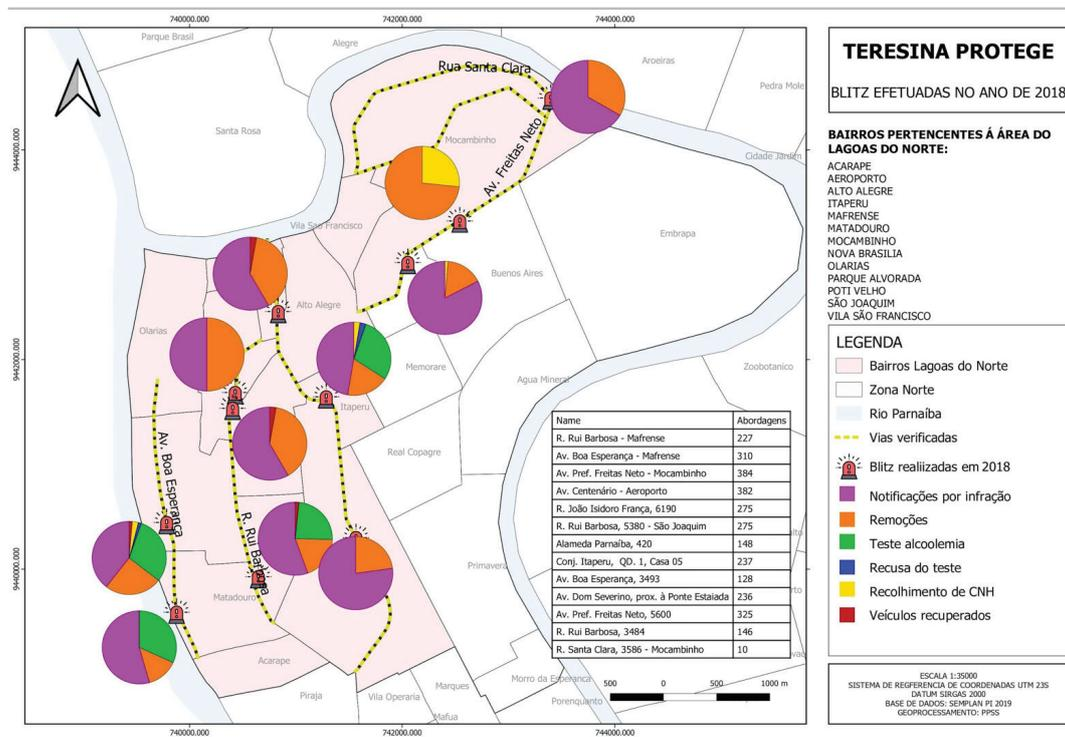 740000.000
742000.000
744000.000
9444000.000
9442000.000
9440000.000
Parque Brasil
Alegre
Aroeiras
Pedra Mole
Santa Rosa
Rua Santa Clara
Mocambinho
Av. Freitas Neto
Cidade Jardim
Vila São Francisco
Embrapa
Buenos Aires
Alto Alegre
Olarias
Memorare
Agua Mineral
Zoobotanico
Itaperu
Real Copagre
Av. Boa Esperança
R. Rui Barbosa
Primavera
Matadouro
Acarape
Piraja
Vila Operaria
Marques
Mafua
Morro da Esperança
Porenquanto
Name Abordagens
R. Rui Barbosa - Mafrense 227
Av. Boa Esperança - Mafrense 310
Av. Pref. Freitas Neto - Mocambinho 384
Av. Centenário - Aeroporto 382
R. João Isidoro França, 6190 275
R. Rui Barbosa, 5380 - São Joaquim 275
Alameda Parnaíba, 420 148
Conj. Itaperu, QD. 1, Casa 05 237
Av. Boa Esperança, 3493 128
Av. Dom Severino, prox. à Ponte Estaiada 236
Av. Pref. Freitas Neto, 5600 325
R. Rui Barbosa, 3484 146
R. Santa Clara, 3586 - Mocambinho 10
500 0 500 1000 m
740000.000
742000.000
744000.000
TERESINA PROTEGE
BLITZ EFETUADAS NO ANO DE 2018
BAIRROS PERTENCENTES Á ÁREA DO
LAGOAS DO NORTE:
ACARAPE
AEROPORTO
ALTO ALEGRE
ITAPERU
MAFRENSE
MATADOURO
MOCAMBINHO
NOVA BRASILIA
OLARIAS
PARQUE ALVORADA
POTI VELHO
SÃO JOAQUIM
VILA SÃO FRANCISCO
LEGENDA
Bairros Lagoas do Norte
Zona Norte
Rio Parnaíba
Vias verificadas
Blitz realiizadas em 2018
Notificações por infração
Remoções
Teste alcoolemia
Recusa do teste
Recolhimento de CNH
Veículos recuperados
ESCALA 1:35000
SISTEMA DE REGFERENCIA DE COORDENADAS UTM 23S
DATUM SIRGAS 2000
BASE DE DADOS: SEMPLAN PI 2019
GEOPROCESSAMENTO: PPSS